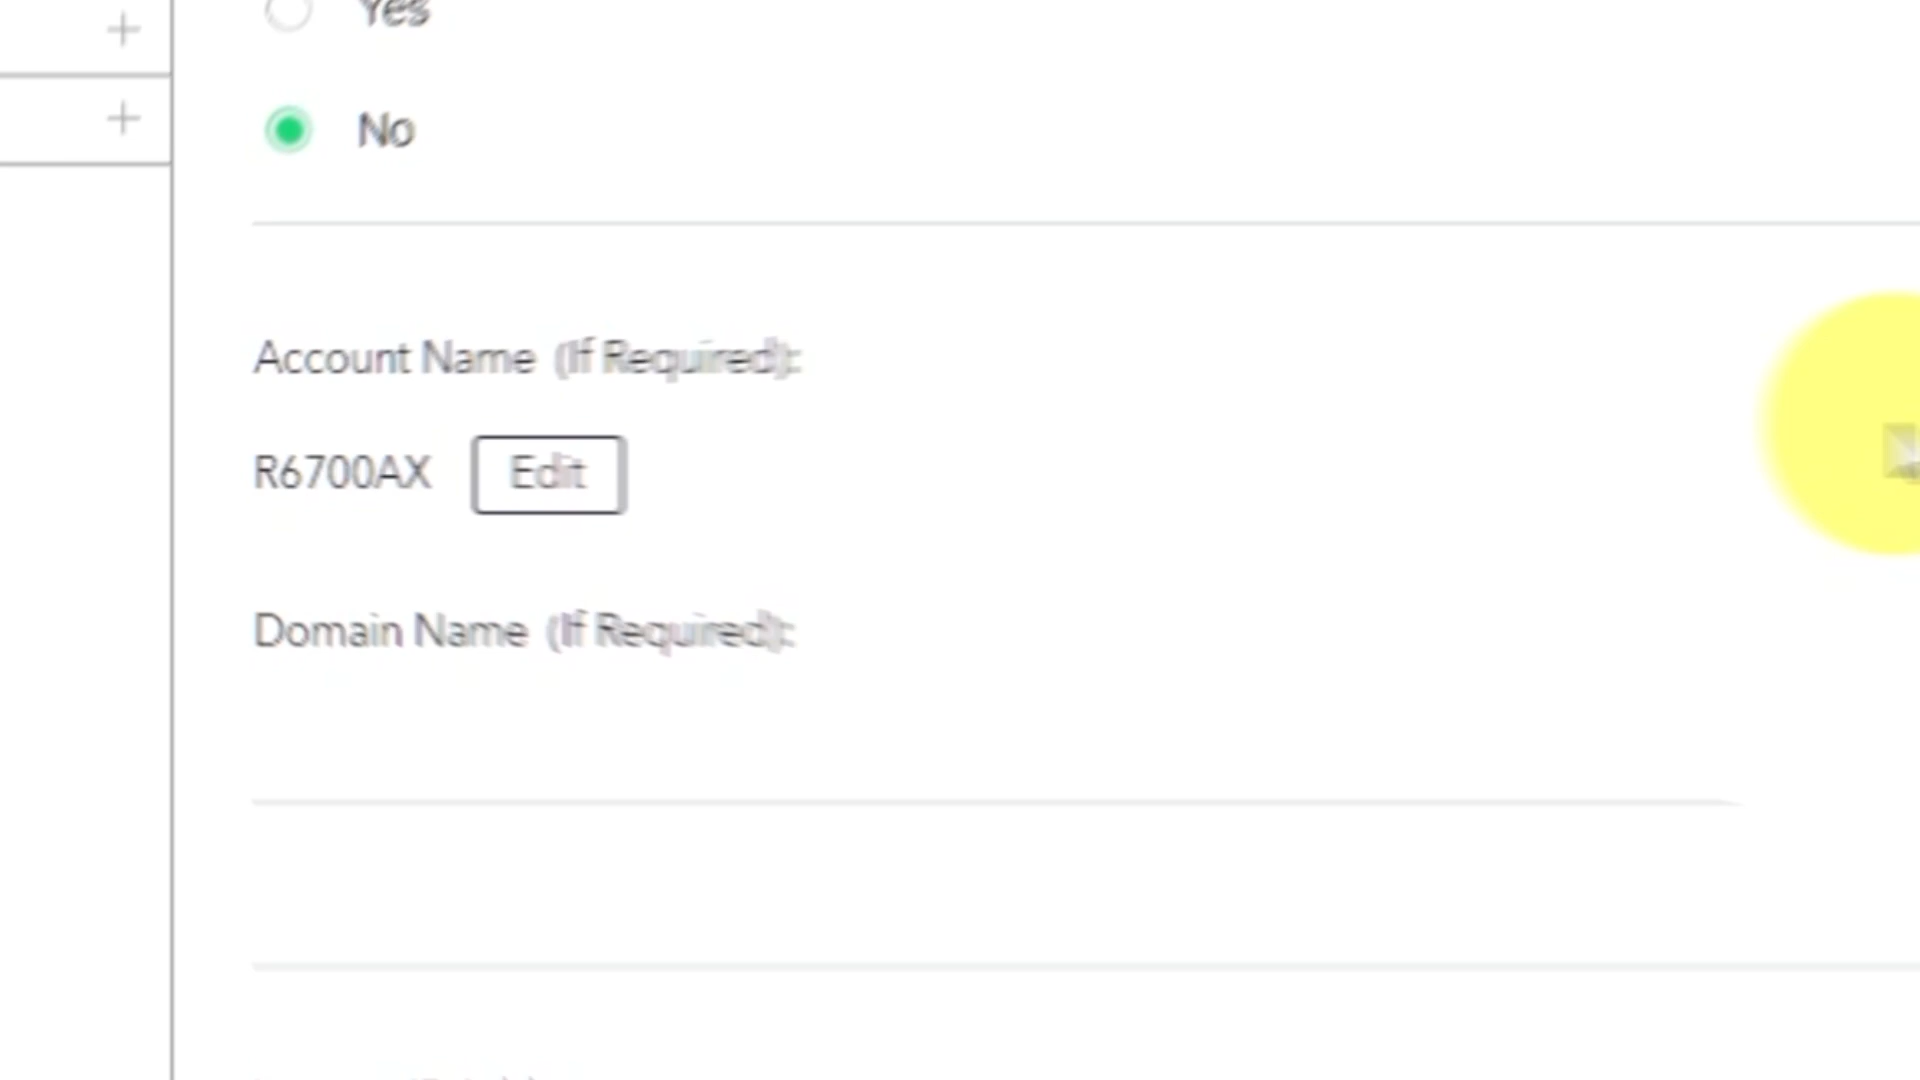 Yes
No
Account Name (If Required):
R6700AX Edit
Domain Name (If Required):